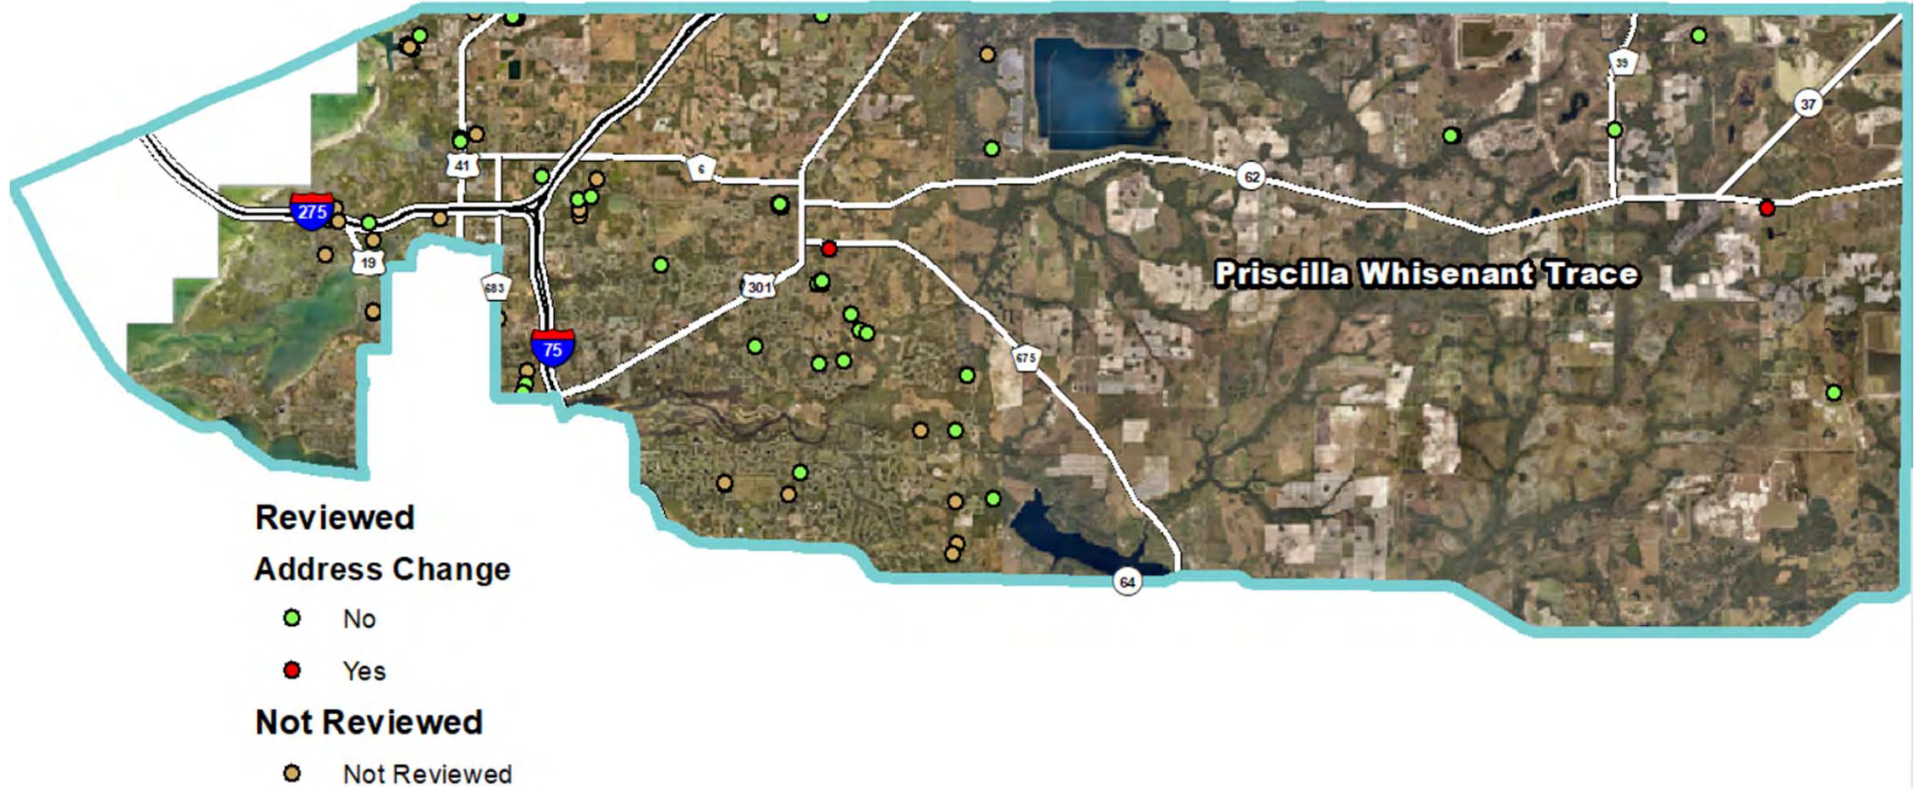 39
37
41
6
62
275
19
683
301
Priscilla Whisenant Trace
75
675
64
Reviewed
Address Change
No
Yes
Not Reviewed
Not Reviewed